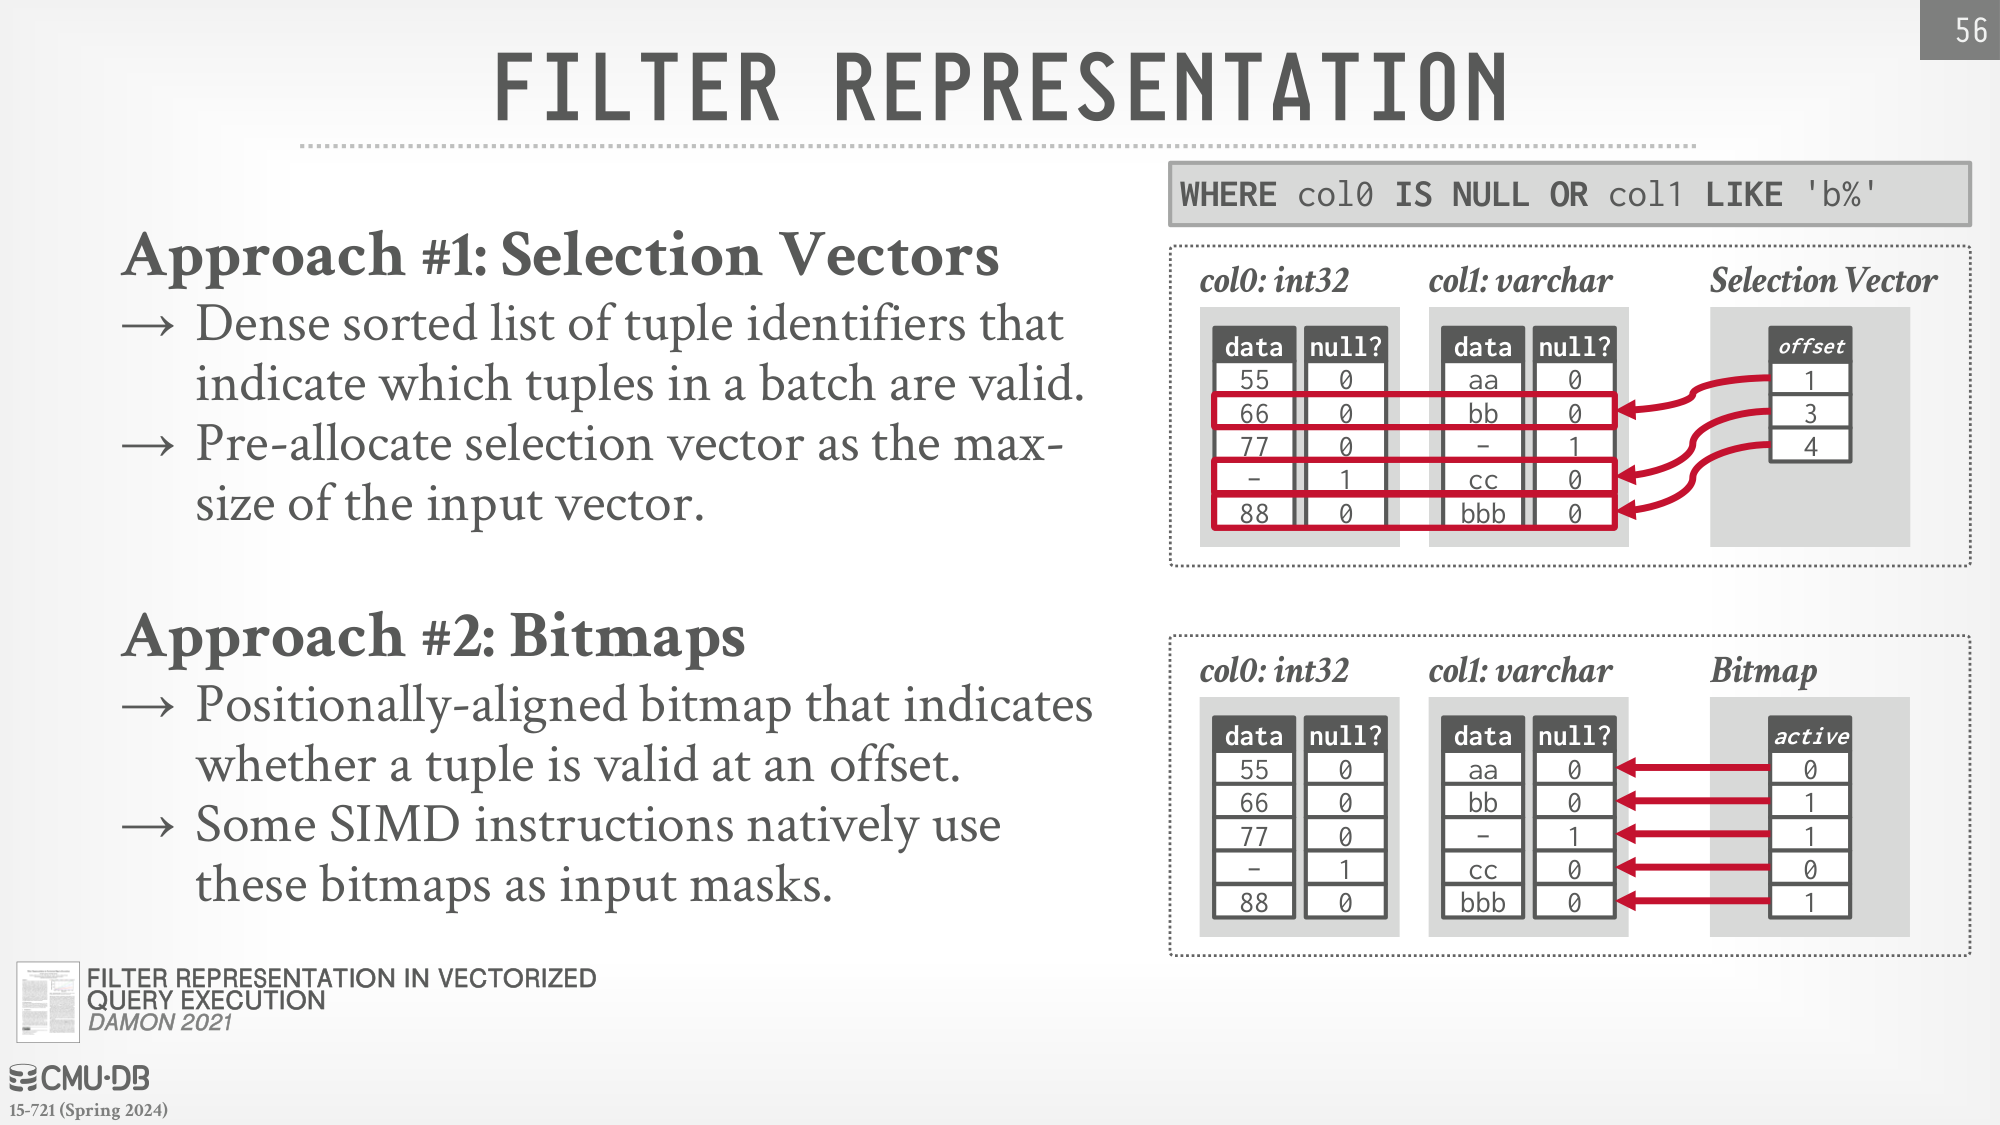 56
FILTER REPRESENTATION
WHERE col0 IS NULL OR col1 LIKE 'b%'
Approach #1: Selection Vectors
→ Dense sorted list of tuple identifiers that
indicate which tuples in a batch are valid.
→ Pre-allocate selection vector as the max-
size of the input vector.
col0: int32 col1: varchar Selection Vector
data null? data null? offset
55 0 aa 0 1
66 0 bb 0 3
77 0 - 1 4
- 1 cc 0
88 0 bbb 0
Approach #2: Bitmaps
→ Positionally-aligned bitmap that indicates
whether a tuple is valid at an offset.
→ Some SIMD instructions natively use
these bitmaps as input masks.
col0: int32 col1: varchar Bitmap
data null? data null? active
55 0 aa 0 0
66 0 bb 0 1
77 0 - 1 1
- 1 cc 0 0
88 0 bbb 0 1
FILTER REPRESENTATION IN VECTORIZED
QUERY EXECUTION
DAMON 2021
CMU·DB
15-721 (Spring 2024)